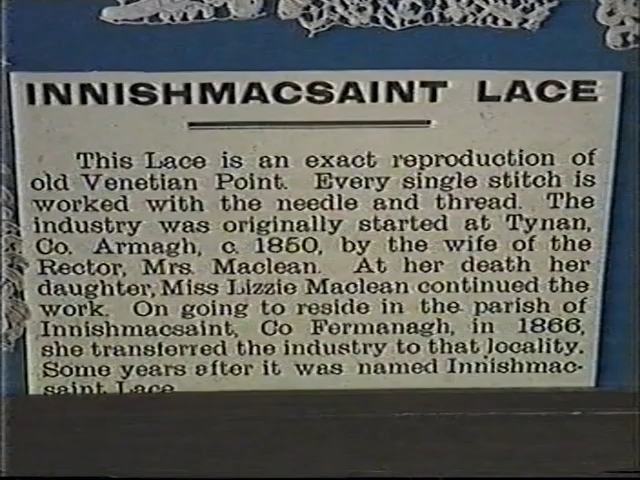 INNISHMACSAINT LACE
This Lace is an exact reproduction of
old Venetian Point. Every single stitch is
worked with the needle and thread. The
industry was originally started at Tynan,
Co. Armagh, c. 1850, by the wife of the
Rector, Mrs. Maclean. At her death her
daughter, Miss Lizzie Maclean continued the
work. On going to reside in the parish of
Innishmacsaint, Co Fermanagh, in 1866,
she transferred the industry to that locality.
Some years after it was named Innishmac-
saint Lace